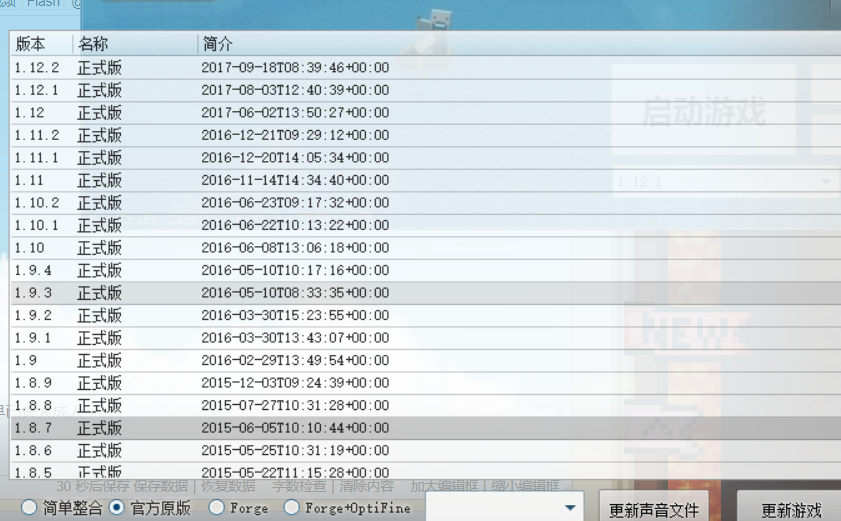 Flash
版本 名称 简介
1.12.2 正式版 2017-09-18T08:39:46+00:00
1.12.1 正式版 2017-08-03T12:40:39+00:00
1.12 正式版 2017-06-02T13:50:27+00:00
1.11.2 正式版 2016-12-21T09:29:12+00:00
1.11.1 正式版 2016-12-20T14:05:34+00:00
启动游戏
1.11 正式版 2016-11-14T14:34:40+00:00
1.12.1
1.10.2 正式版 2016-06-23T09:17:32+00:00
1.10.1 正式版 2016-06-22T10:13:22+00:00
1.10 正式版 2016-06-08T13:06:18+00:00
1.9.4 正式版 2016-05-10T10:17:16+00:00
1.9.3 正式版 2016-05-10T08:33:35+00:00
1.9.2 正式版 2016-03-30T15:23:55+00:00
1.9.1 正式版 2016-03-30T13:43:07+00:00
NEW
1.9 正式版 2016-02-29T13:49:54+00:00
1.8.9 正式版 2015-12-03T09:24:39+00:00
1.8.8 正式版 2015-07-27T10:31:28+00:00
1.8.7 正式版 2015-06-05T10:10:44+00:00
1.8.6 正式版 2015-05-25T10:31:19+00:00
1.8.5 正式版 2015-05-22T11:15:28+00:00
30 秒后保存 保存数据 | 恢复数据 字数检查 | 清除内容 加大编辑框 | 缩小编辑框
简单整合 官方原版 Forge Forge+OptiFine 更新声音文件 更新游戏